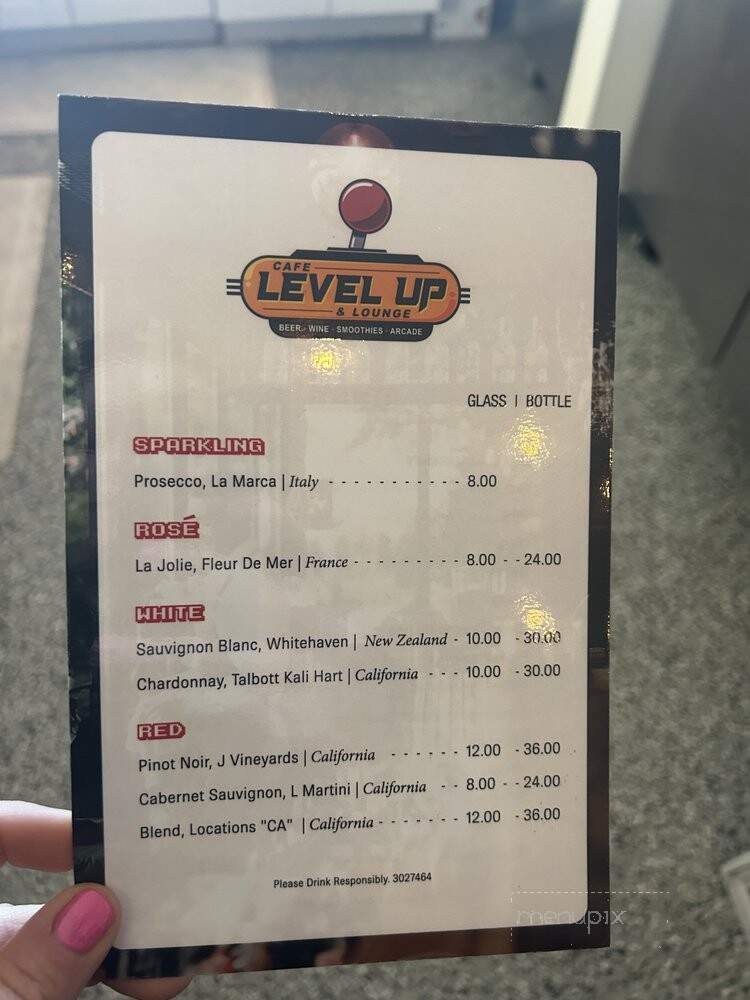 CAFE
LEVEL UP
& LOUNGE
BEER · WINE · SMOOTHIES · ARCADE
GLASS | BOTTLE
SPARKLING
Prosecco, La Marca | Italy - - - - - - - - - - - 8.00
ROSÉ
La Jolie, Fleur De Mer | France - - - - - - - - - 8.00 - - 24.00
WHITE
Sauvignon Blanc, Whitehaven | New Zealand - 10.00 - 30.00
Chardonnay, Talbott Kali Hart | California - - - 10.00 - 30.00
RED
Pinot Noir, J Vineyards | California - - - - - - 12.00 - 36.00
Cabernet Sauvignon, L Martini | California - - 8.00 - - 24.00
Blend, Locations "CA" | California - - - - - - - 12.00 - 36.00
Please Drink Responsibly. 3027464
menupix